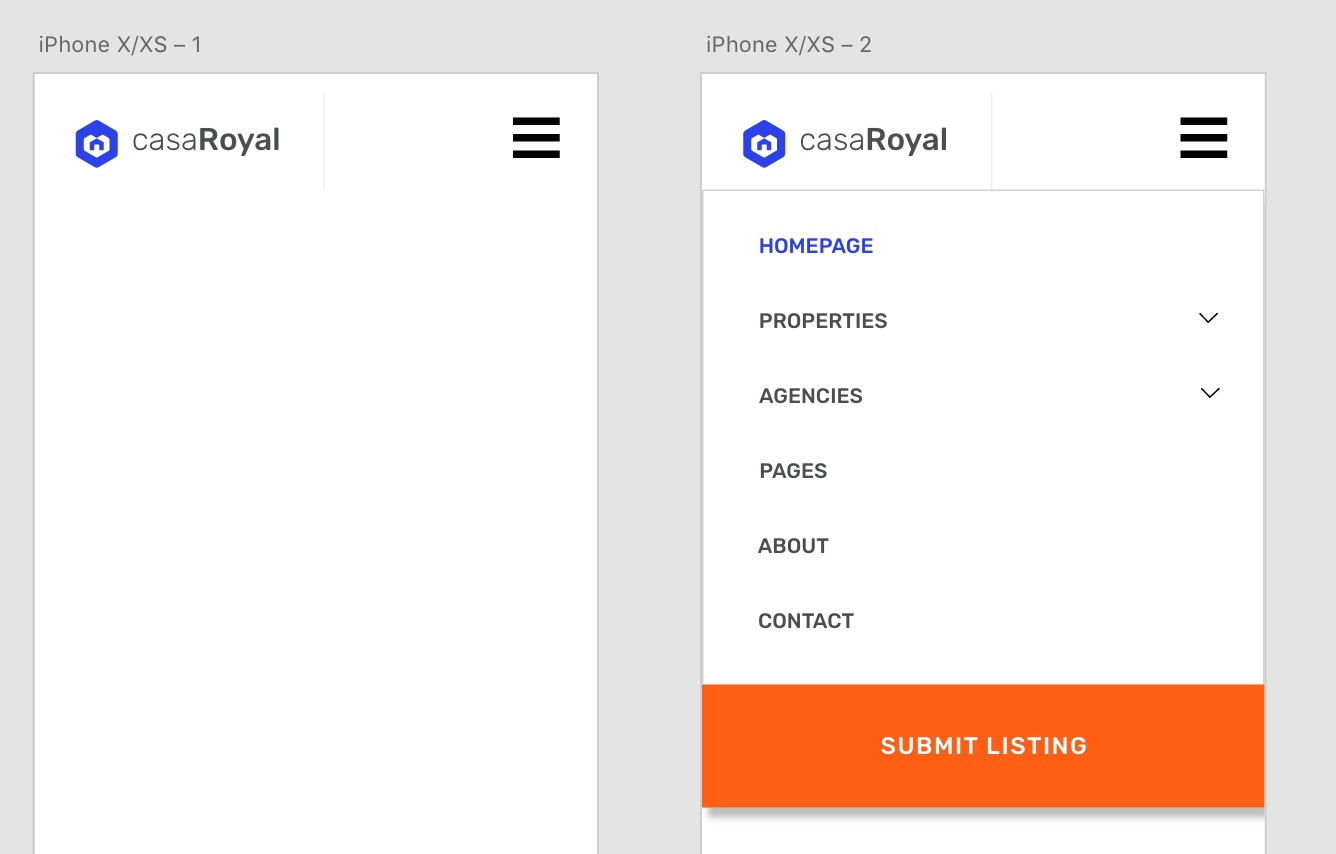 iPhone X/XS – 1
casaRoyal
iPhone X/XS – 2
casaRoyal
HOMEPAGE
PROPERTIES
AGENCIES
PAGES
ABOUT
CONTACT
SUBMIT LISTING